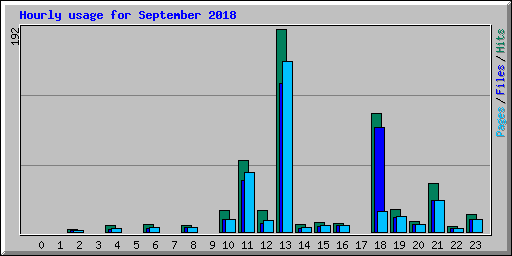 Hourly usage for September 2018
192
Pages/Files/Hits
0 1 2 3 4 5 6 7 8 9 10 11 12 13 14 15 16 17 18 19 20 21 22 23